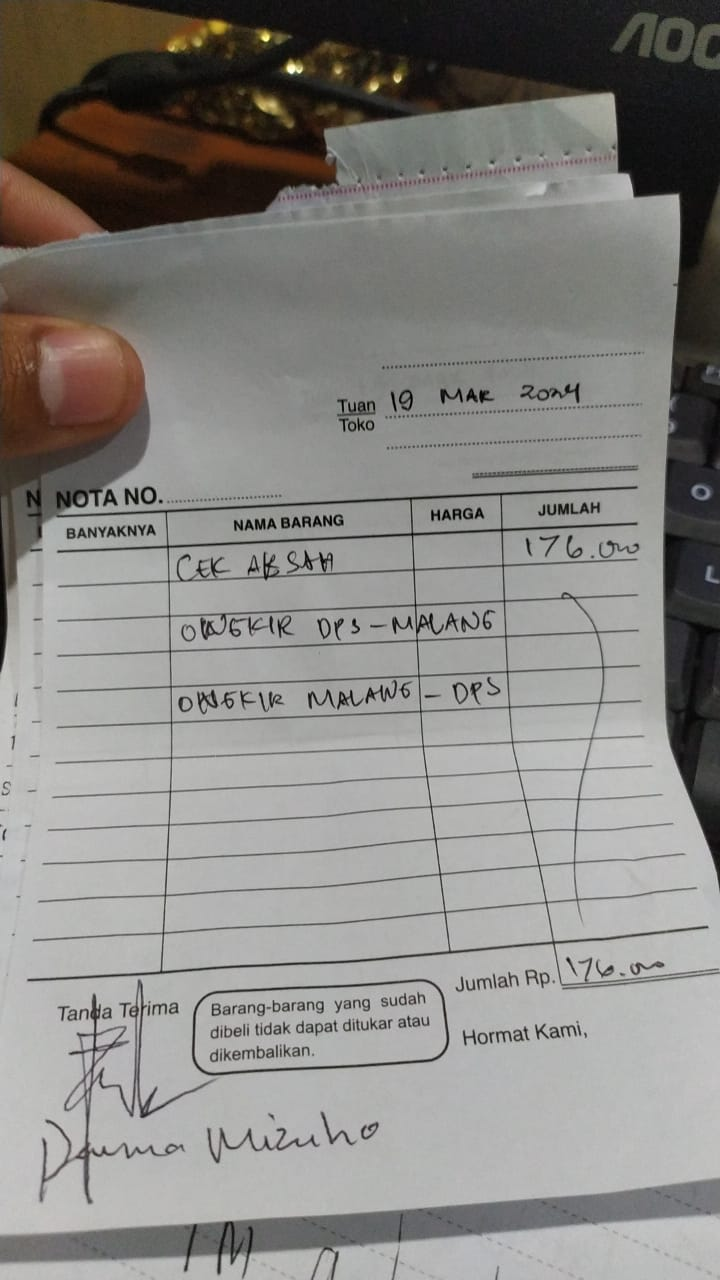 AOC
Tuan 19 MAR 2024
Toko
NOTA NO.
BANYAKNYA NAMA BARANG HARGA JUMLAH
CEK ABSAH 176.000
ONGKIR DPS - MALANG
ONGKIR MALANG - DPS
Jumlah Rp. 176.000
Tanda Terima
Barang-barang yang sudah
dibeli tidak dapat ditukar atau
dikembalikan.
Hormat Kami,
Mizuho